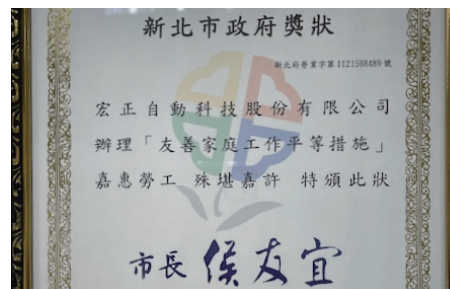 新北市政府獎狀
新北府勞業字第1121598489號
宏正自動科技股份有限公司
辦理「友善家庭工作平等措施」
嘉惠勞工 殊堪嘉許 特頒此狀
市長 侯友宜